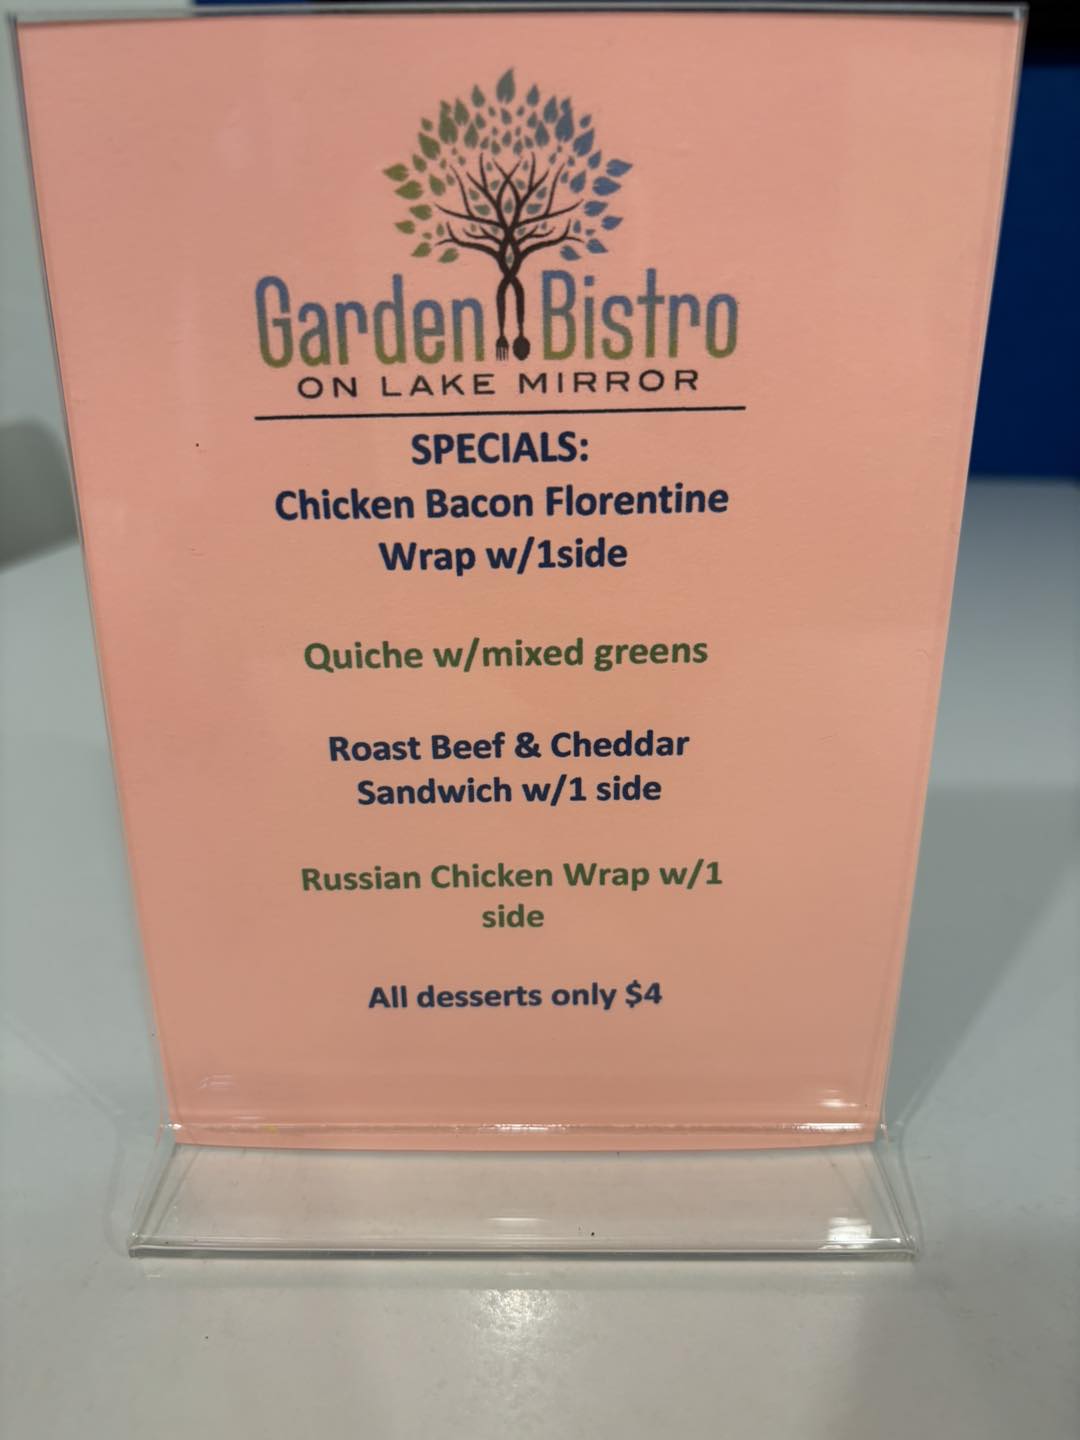 Garden Bistro
ON LAKE MIRROR
SPECIALS:
Chicken Bacon Florentine
Wrap w/1side
Quiche w/mixed greens
Roast Beef & Cheddar
Sandwich w/1 side
Russian Chicken Wrap w/1
side
All desserts only $4